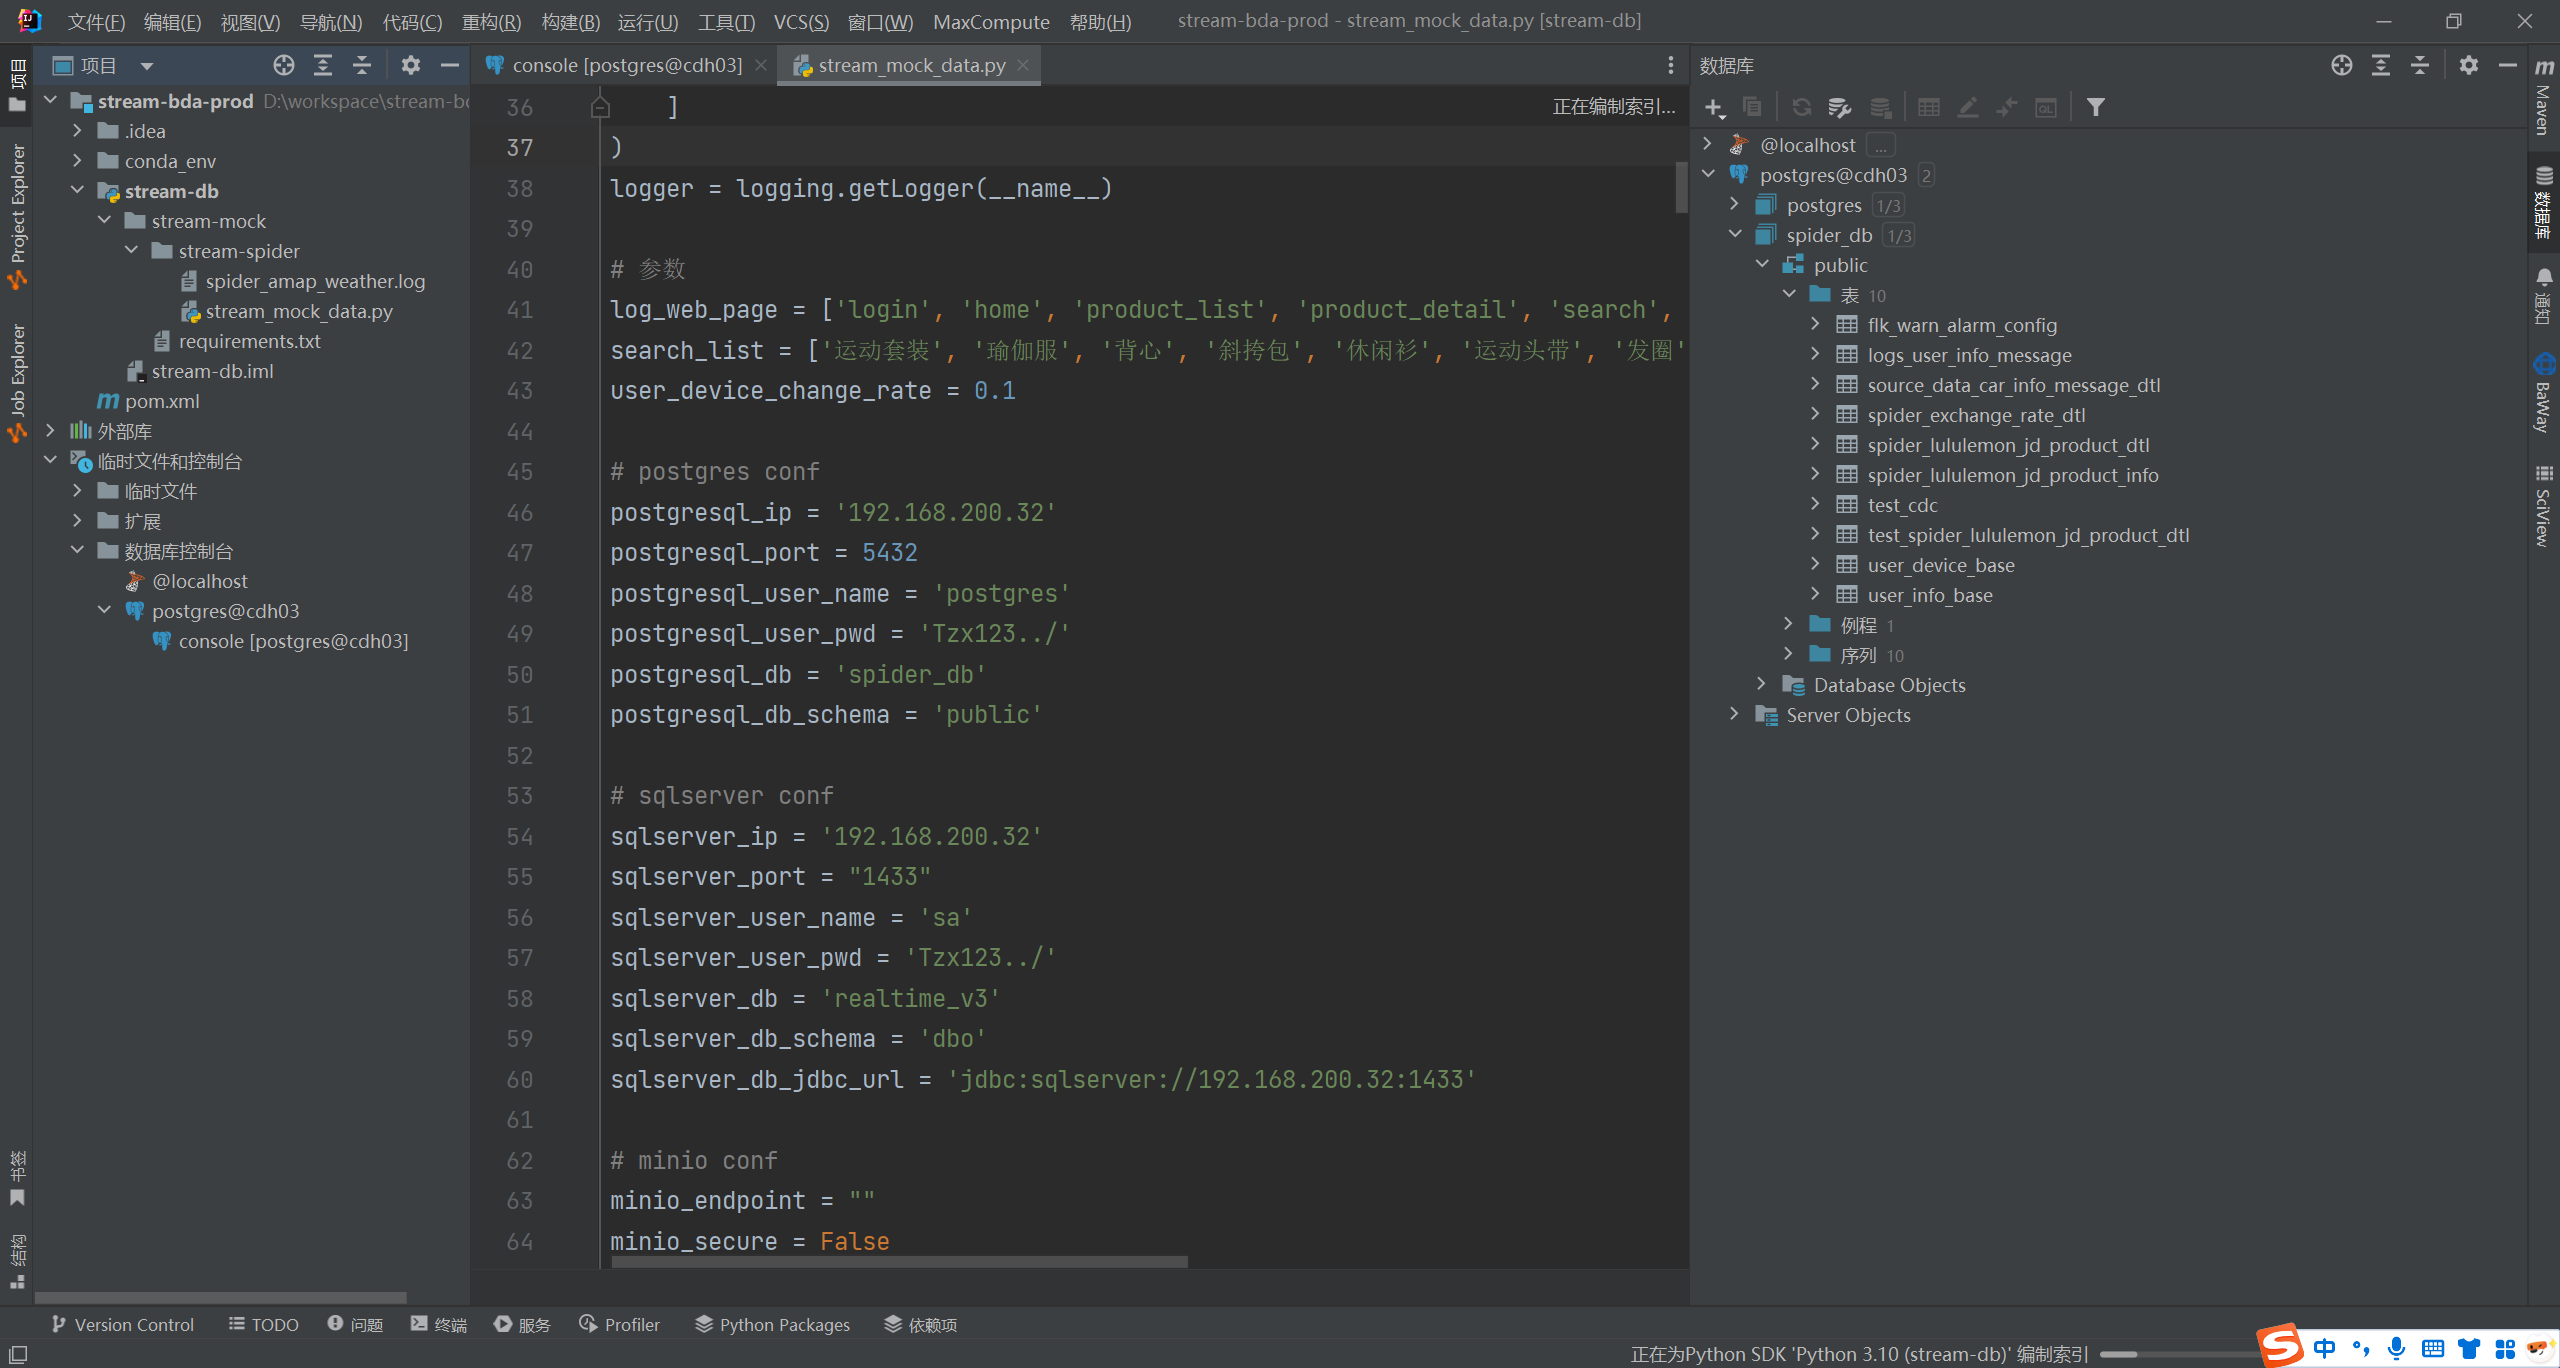 文件(F) 编辑(E) 视图(V) 导航(N) 代码(C) 重构(R) 构建(B) 运行(U) 工具(T) VCS(S) 窗口(W) MaxCompute 帮助(H) stream-bda-prod - stream_mock_data.py [stream-db]
项目
Project Explorer
Job Explorer
书签
结构
项目
stream-bda-prod D:\workspace\stream-bd
.idea
conda_env
stream-db
stream-mock
stream-spider
spider_amap_weather.log
stream_mock_data.py
requirements.txt
stream-db.iml
pom.xml
外部库
临时文件和控制台
临时文件
扩展
数据库控制台
@localhost
postgres@cdh03
console [postgres@cdh03]
console [postgres@cdh03] stream_mock_data.py
正在编制索引...
36 ]
37 )
38 logger = logging.getLogger(__name__)
39
40 # 参数
41 log_web_page = ['login', 'home', 'product_list', 'product_detail', 'search',
42 search_list = ['运动套装', '瑜伽服', '背心', '斜挎包', '休闲衫', '运动头带', '发圈'
43 user_device_change_rate = 0.1
44
45 # postgres conf
46 postgresql_ip = '192.168.200.32'
47 postgresql_port = 5432
48 postgresql_user_name = 'postgres'
49 postgresql_user_pwd = 'Tzx123../'
50 postgresql_db = 'spider_db'
51 postgresql_db_schema = 'public'
52
53 # sqlserver conf
54 sqlserver_ip = '192.168.200.32'
55 sqlserver_port = "1433"
56 sqlserver_user_name = 'sa'
57 sqlserver_user_pwd = 'Tzx123../'
58 sqlserver_db = 'realtime_v3'
59 sqlserver_db_schema = 'dbo'
60 sqlserver_db_jdbc_url = 'jdbc:sqlserver://192.168.200.32:1433'
61
62 # minio conf
63 minio_endpoint = ""
64 minio_secure = False
数据库
@localhost ...
postgres@cdh03 2
postgres 1/3
spider_db 1/3
public
表 10
flk_warn_alarm_config
logs_user_info_message
source_data_car_info_message_dtl
spider_exchange_rate_dtl
spider_lululemon_jd_product_dtl
spider_lululemon_jd_product_info
test_cdc
test_spider_lululemon_jd_product_dtl
user_device_base
user_info_base
例程 1
序列 10
Database Objects
Server Objects
m
Maven
数据库
通知
BaWay
SciView
Version Control TODO 问题 终端 服务 Profiler Python Packages 依赖项
正在为Python SDK 'Python 3.10 (stream-db)' 编制索引
S 中